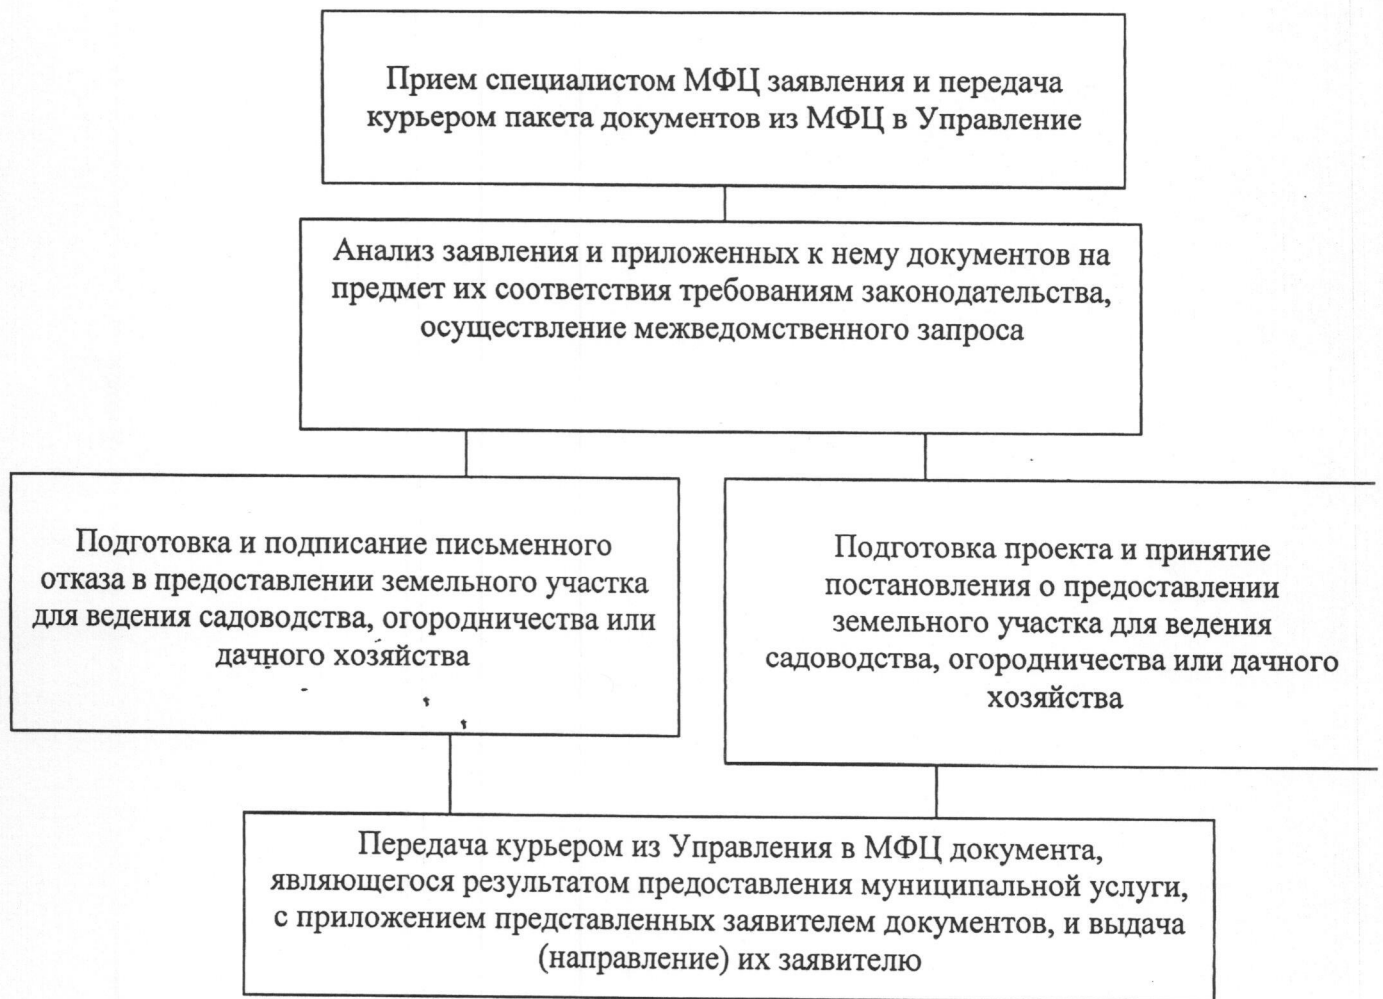 Прием специалистом МФЦ заявления и передача
курьером пакета документов из МФЦ в Управление
Анализ заявления и приложенных к нему документов на
предмет их соответствия требованиям законодательства,
осуществление межведомственного запроса
Подготовка и подписание письменного
отказа в предоставлении земельного участка
для ведения садоводства, огородничества или
дачного хозяйства
Подготовка проекта и принятие
постановления о предоставлении
земельного участка для ведения
садоводства, огородничества или дачного
хозяйства
Передача курьером из Управления в МФЦ документа,
являющегося результатом предоставления муниципальной услуги,
с приложением представленных заявителем документов, и выдача
(направление) их заявителю